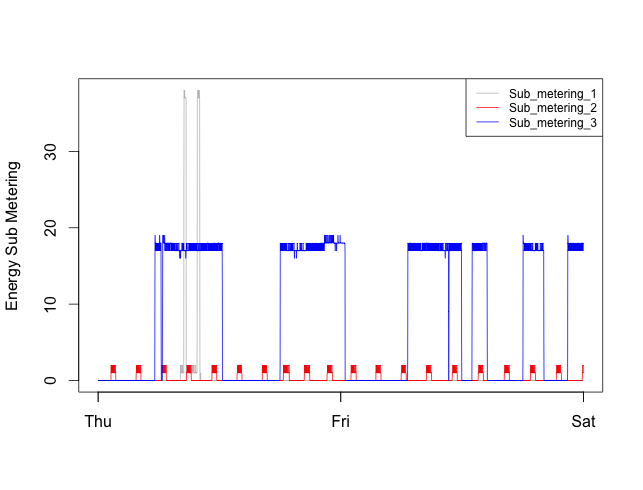 Sub_metering_1
Sub_metering_2
Sub_metering_3
Energy Sub Metering
30
20
10
0
Thu Fri Sat